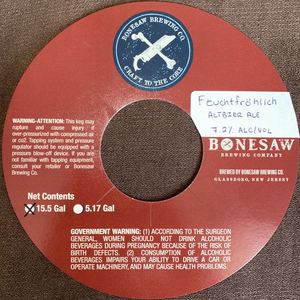 BONESAW BREWING CO.
CRAFT TO THE CORE
Feuchtfröhlich
ALTBIER ALE
7.2% ALC/VOL
BONESAW
BREWING COMPANY
BREWED BY BONESAW BREWING CO.
GLASSBORO, NEW JERSEY
WARNING-ATTENTION: This keg may
rupture and cause injury if
over-pressurized with compressed air
or co2. Tapping system and pressure
regulator should be equipped with a
pressure blow-off device. If you are
not familiar with tapping equipment,
consult your retailer or Bonesaw
Brewing Co.
Net Contents
15.5 Gal
5.17 Gal
GOVERNMENT WARNING: (1) ACCORDING TO THE SURGEON
GENERAL, WOMEN SHOULD NOT DRINK ALCOHOLIC
BEVERAGES DURING PREGNANCY BECAUSE OF THE RISK OF
BIRTH DEFECTS. (2) CONSUMPTION OF ALCOHOLIC
BEVERAGES IMPAIRS YOUR ABILITY TO DRIVE A CAR OR
OPERATE MACHINERY, AND MAY CAUSE HEALTH PROBLEMS.